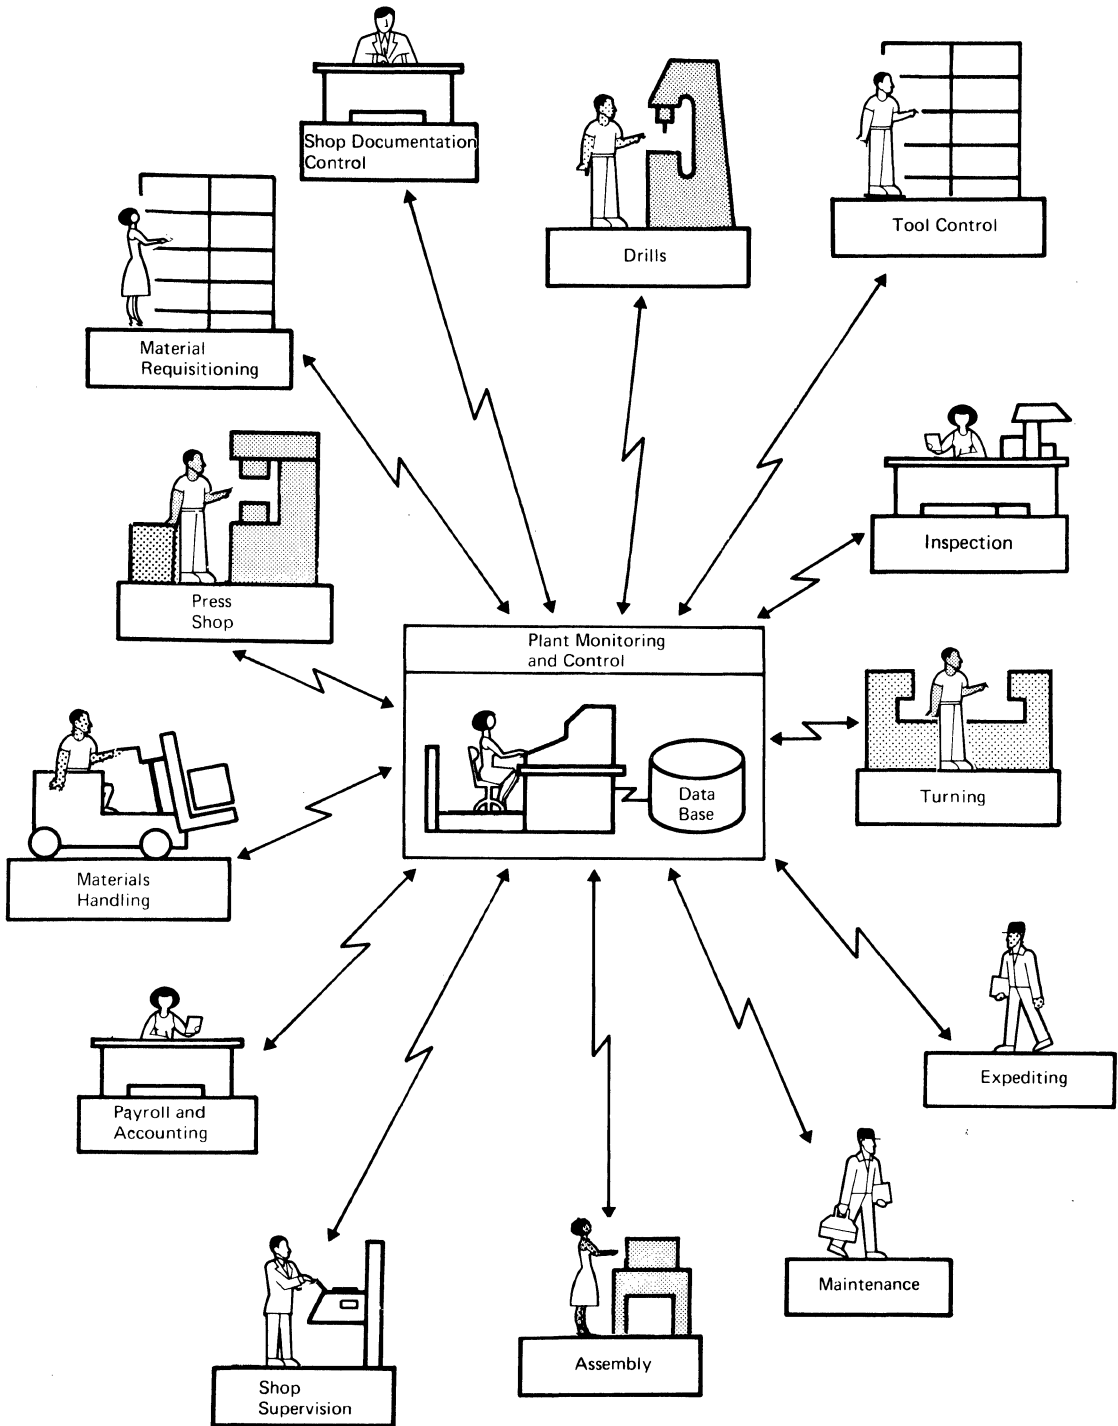 Shop Documentation
Control
Drills
Tool Control
Material
Requisitioning
Inspection
Press
Shop
Plant Monitoring
and Control
Data
Base
Turning
Materials
Handling
Expediting
Payroll and
Accounting
Maintenance
Assembly
Shop
Supervision